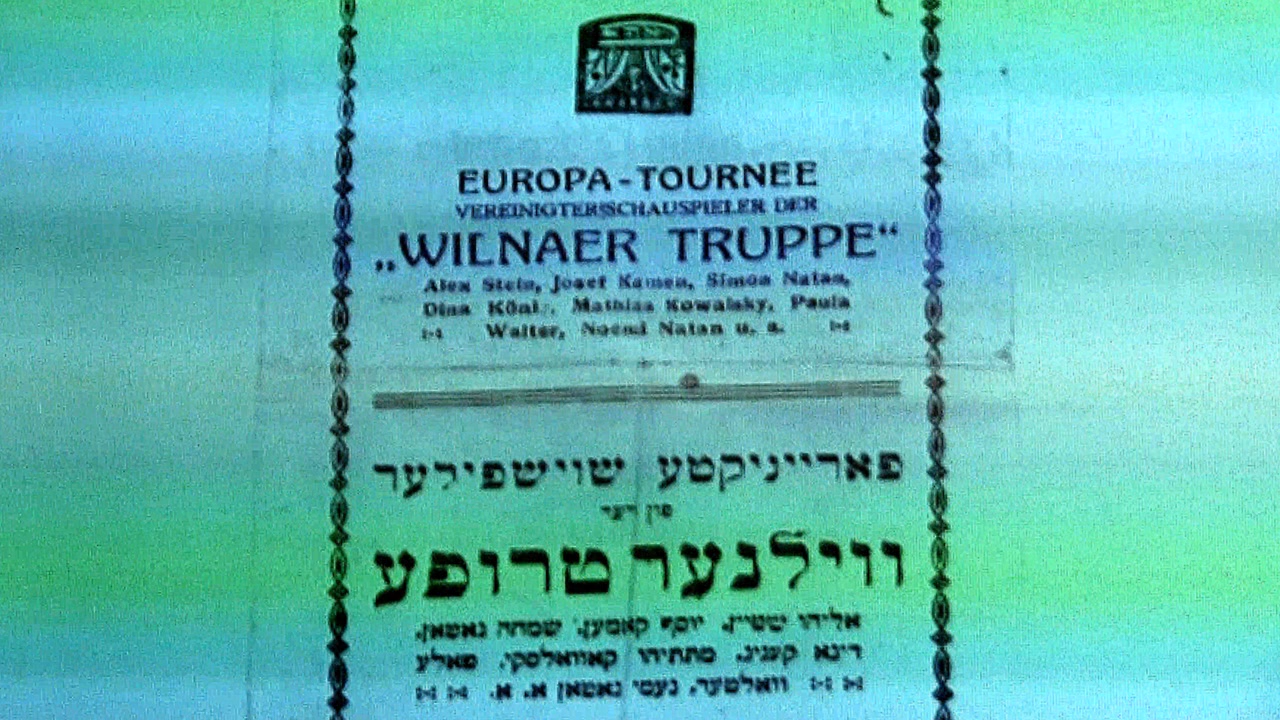 EUROPA-TOURNEE
VEREINIGTER SCHAUSPIELER DER
„WILNAER TRUPPE“
Alex Stein, Josef Kamen, Simon Natan,
Dina König, Mathias Kowalsky, Paula
Walter, Noemi Natan u. a.
פאראייניקטע שוישפילער
פון דער
ווילנער טרופע
אליהו שטיין, יוסף קאמען, שמחה נאטאן,
דינא קעניג, מתתיהו קאוואלסקי, פאלע
וואלטער, נעמי נאטאן א. א.